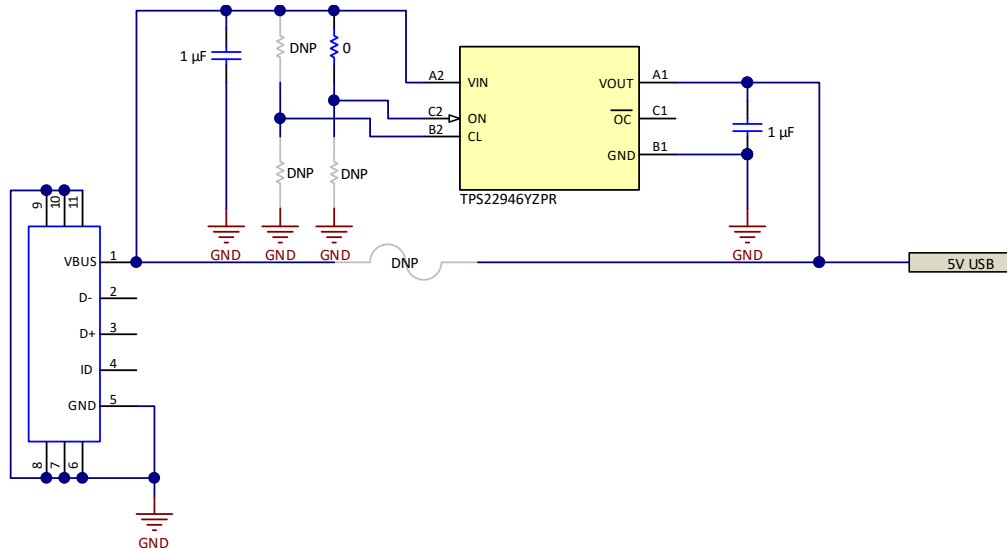 1 µF
DNP
0
A2
VIN
VOUT
A1
C2
ON
OC
C1
B2
CL
GND
B1
1 µF
DNP
DNP
TPS22946YZPR
9
10
11
GND
GND
GND
GND
VBUS
1
DNP
5V USB
D-
2
D+
3
ID
4
GND
5
8
7
6
GND